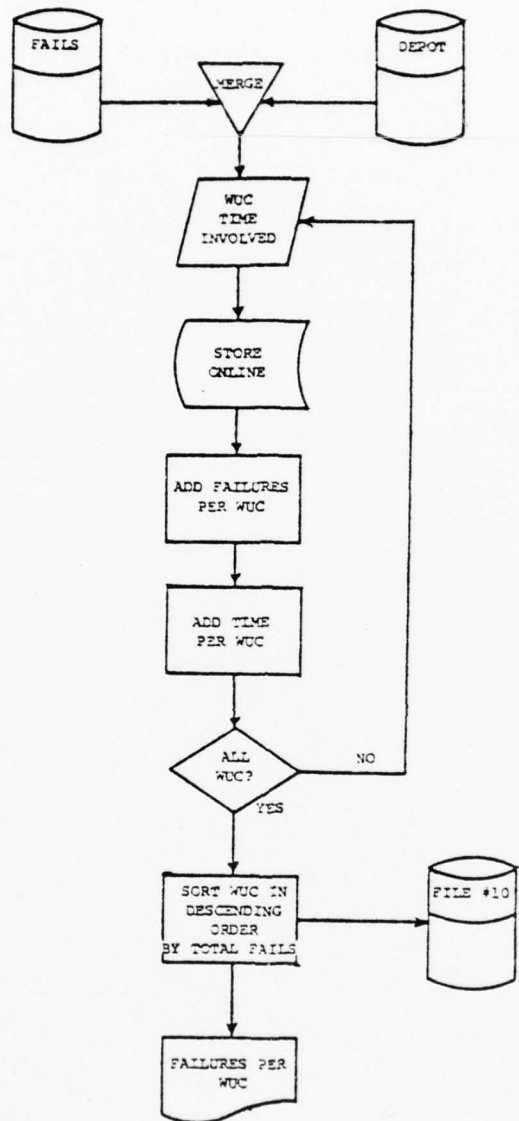 FAILS
DEPOT
MERGE
WUC
TIME
INVOLVED
STORE
ONLINE
ADD FAILURES
PER WUC
ADD TIME
PER WUC
ALL
WUC?
NO
YES
SORT WUC IN
DESCENDING
ORDER
BY TOTAL FAILS
FILE #10
FAILURES PER
WUC